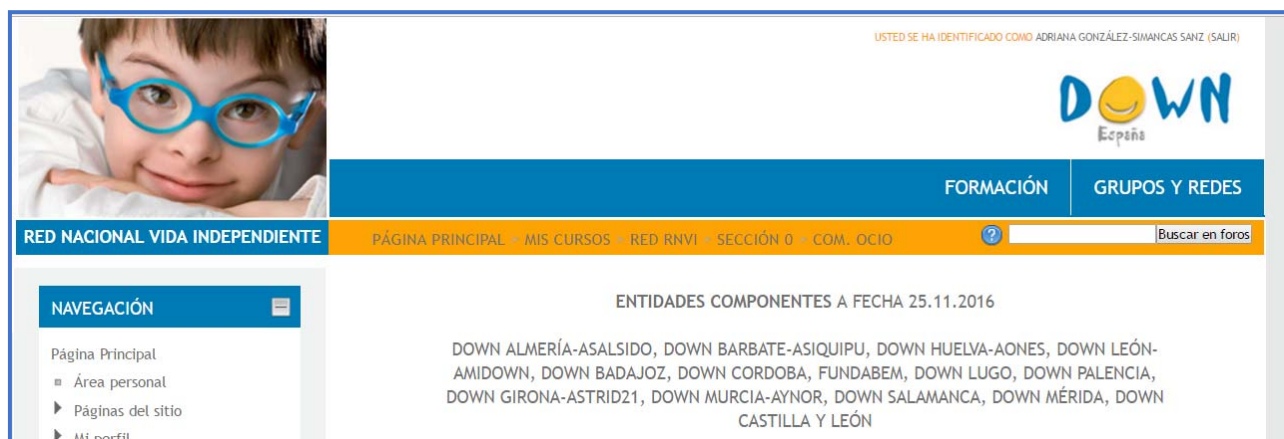 USTED SE HA IDENTIFICADO COMO ADRIANA GONZÁLEZ-SIMANCAS SANZ (SALIR)
DOWN
España
FORMACIÓN
GRUPOS Y REDES
RED NACIONAL VIDA INDEPENDIENTE
PÁGINA PRINCIPAL » MIS CURSOS » RED RNVI » SECCIÓN 0 » COM. OCIO
?
Buscar en foros
NAVEGACIÓN
ENTIDADES COMPONENTES A FECHA 25.11.2016
Página Principal
Área personal
Páginas del sitio
Mi perfil
DOWN ALMERÍA-ASALSIDO, DOWN BARBATE-ASIQUIPU, DOWN HUELVA-AONES, DOWN LEÓN-
AMIDOWN, DOWN BADAJOZ, DOWN CORDOBA, FUNDABEM, DOWN LUGO, DOWN PALENCIA,
DOWN GIRONA-ASTRID21, DOWN MURCIA-AYNOR, DOWN SALAMANCA, DOWN MÉRIDA, DOWN
CASTILLA Y LEÓN